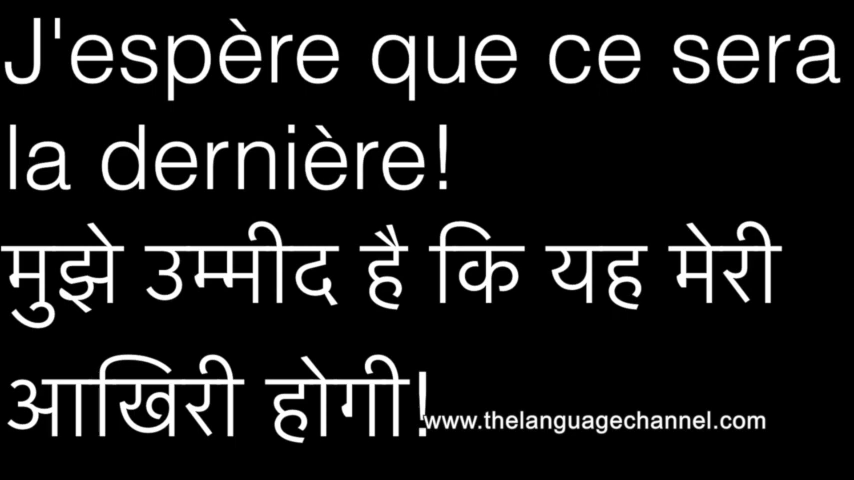 J'espère que ce sera
la dernière!
मुझे उम्मीद है कि यह मेरी
आखिरी होगी!
www.thelanguagechannel.com